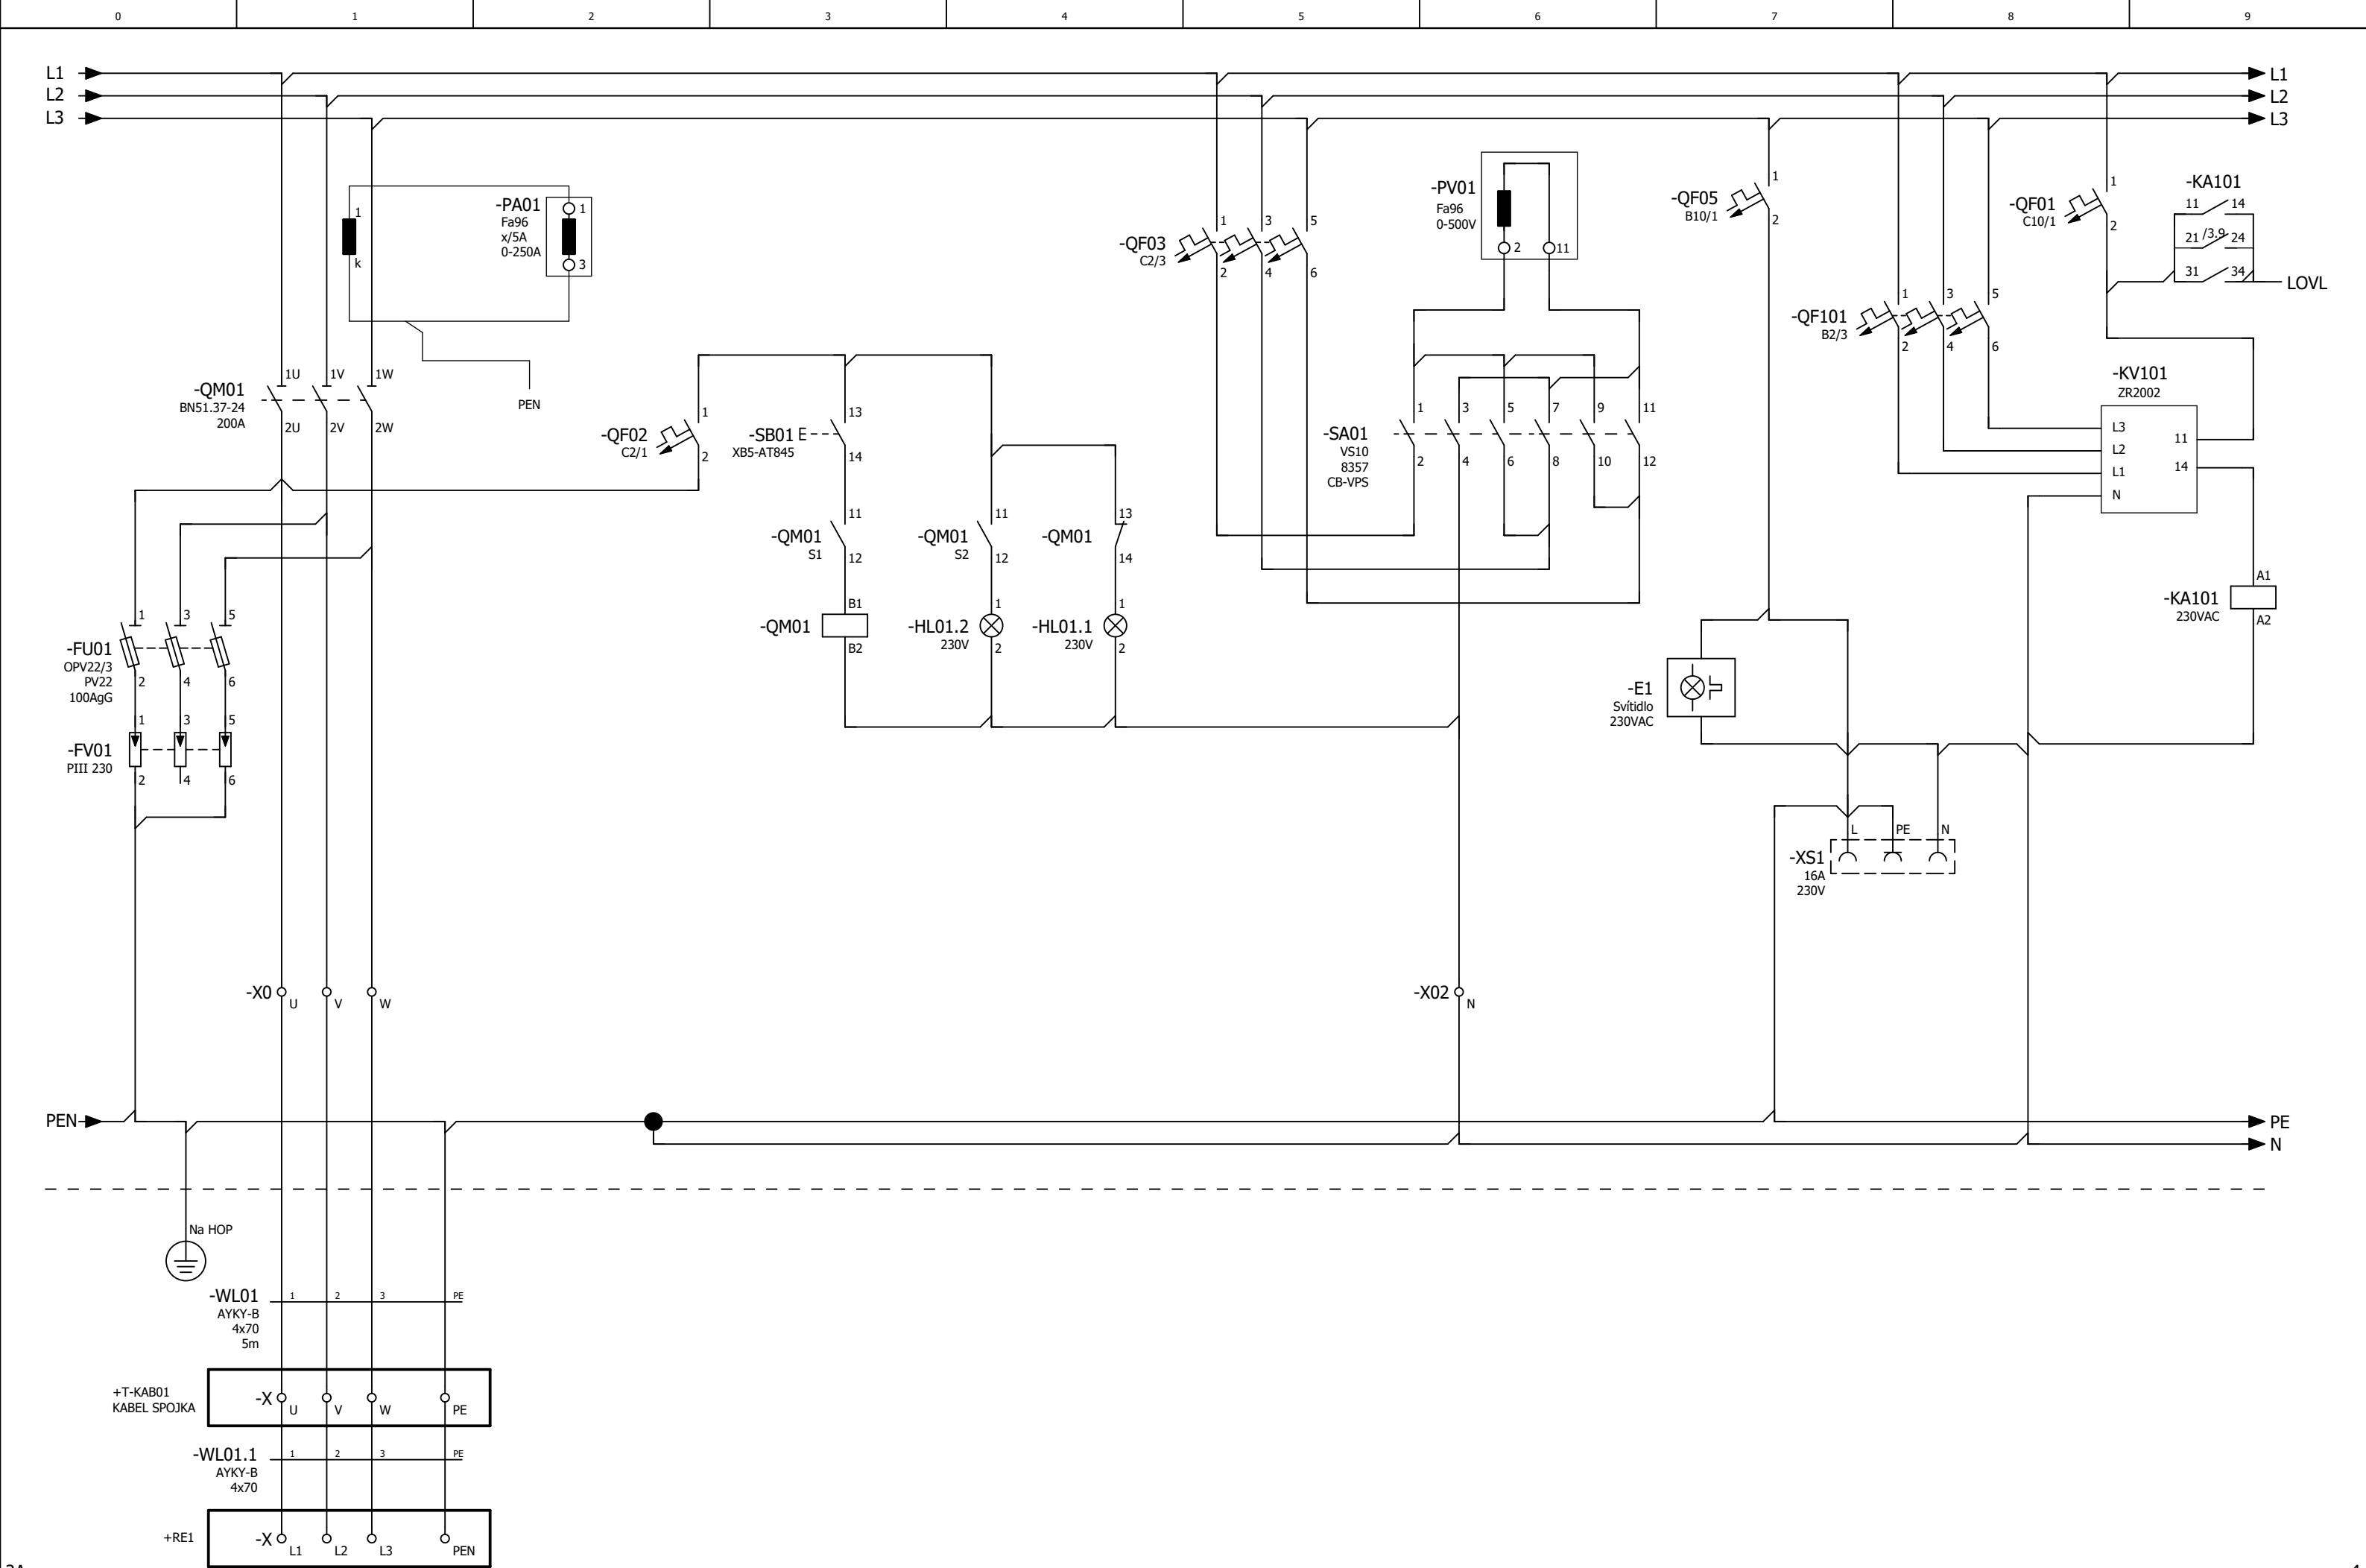 0 1 2 3 4 5 6 7 8 9
L1 L1
L2 L2
L3 L3
1
k
-PA01
Fa96
x/5A
0-250A
1
3
PEN
-QM01
BN51.37-24
200A
1U 1V 1W
2U 2V 2W
-QF02
C2/1
1
2
-SB01
XB5-AT845
E
13
14
-QM01
S1
11
12
-QM01
B1
B2
-QM01
S2
11
12
-HL01.2
230V
1
2
-QM01
13
14
-HL01.1
230V
1
2
-QF03
C2/3
1 3 5
2 4 6
-PV01
Fa96
0-500V
2 11
-SA01
VS10
8357
CB-VPS
1 3 5 7 9 11
2 4 6 8 10 12
-QF05
B10/1
1
2
-QF101
B2/3
1 3 5
2 4 6
-QF01
C10/1
1
2
-KA101
11 14
21 /3.9 24
31 34
LOVL
-KV101
ZR2002
L3
L2
L1
N
11
14
-KA101
230VAC
A1
A2
-E1
Svítidlo
230VAC
-XS1
16A
230V
L PE N
-FU01
OPV22/3
PV22
100AgG
1 3 5
2 4 6
-FV01
PIII 230
1 3 5
2 4 6
-X0 U V W
-X02 N
PEN PE
N
Na HOP
-WL01
AYKY-B
4x70
5m
1 2 3 PE
+T-KAB01
KABEL SPOJKA
-X U V W PE
-WL01.1
AYKY-B
4x70
1 2 3 PE
+RE1
-X L1 L2 L3 PEN